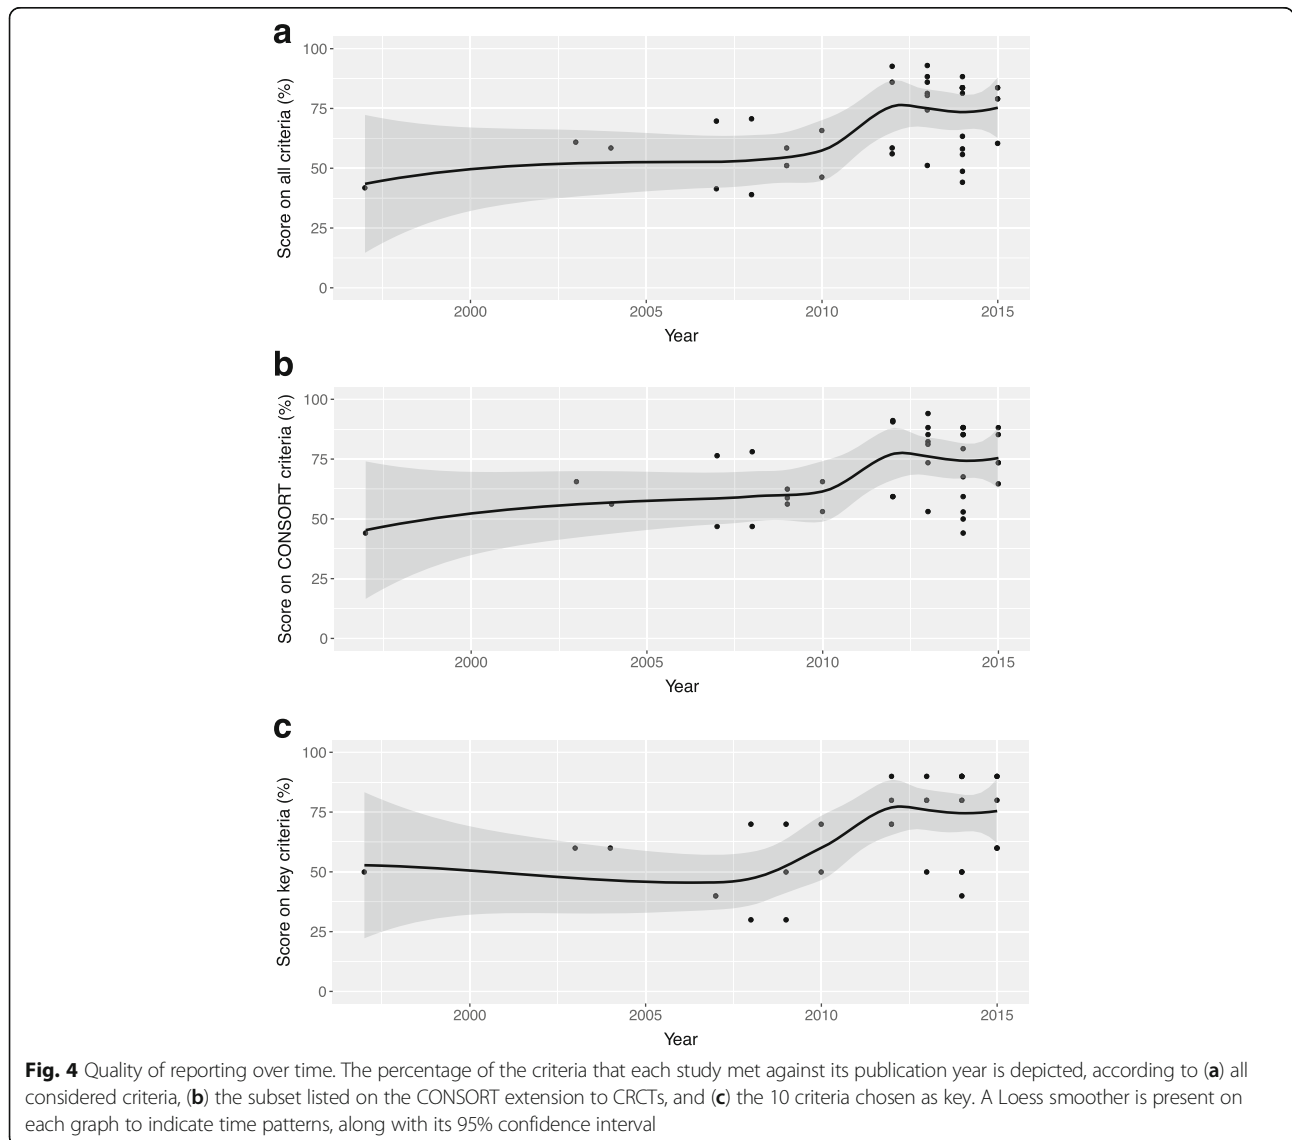 a
100
75
50
25
0
Score on all criteria (%)
2000 2005 2010 2015
Year
b
100
75
50
25
0
Score on CONSORT criteria (%)
2000 2005 2010 2015
Year
c
100
75
50
25
0
Score on key criteria (%)
2000 2005 2010 2015
Year
Fig. 4 Quality of reporting over time. The percentage of the criteria that each study met against its publication year is depicted, according to (a) all
considered criteria, (b) the subset listed on the CONSORT extension to CRCTs, and (c) the 10 criteria chosen as key. A Loess smoother is present on
each graph to indicate time patterns, along with its 95% confidence interval